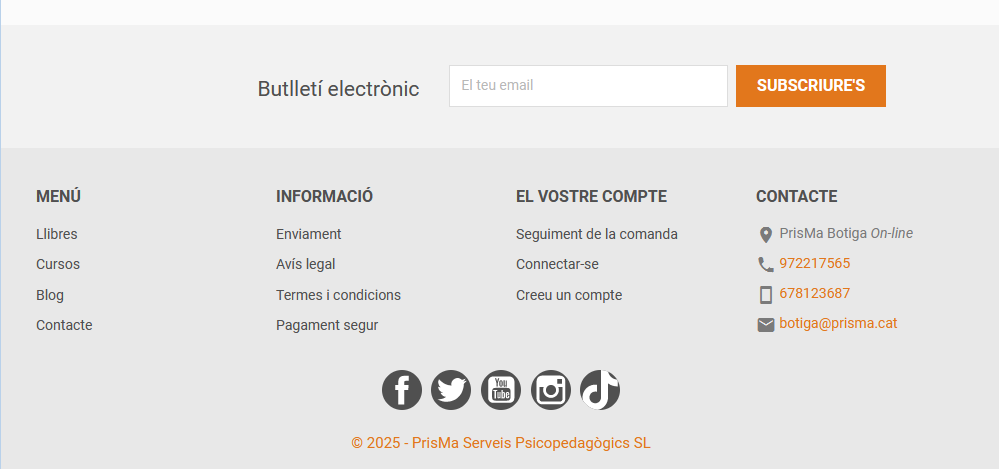 Butlletí electrònic
El teu email
SUBSCRIURE'S
MENÚ
Llibres
Cursos
Blog
Contacte
INFORMACIÓ
Enviament
Avís legal
Termes i condicions
Pagament segur
EL VOSTRE COMPTE
Seguiment de la comanda
Connectar-se
Creeu un compte
CONTACTE
PrisMa Botiga On-line
972217565
678123687
botiga@prisma.cat
You
Tube
© 2025 - PrisMa Serveis Psicopedagògics SL